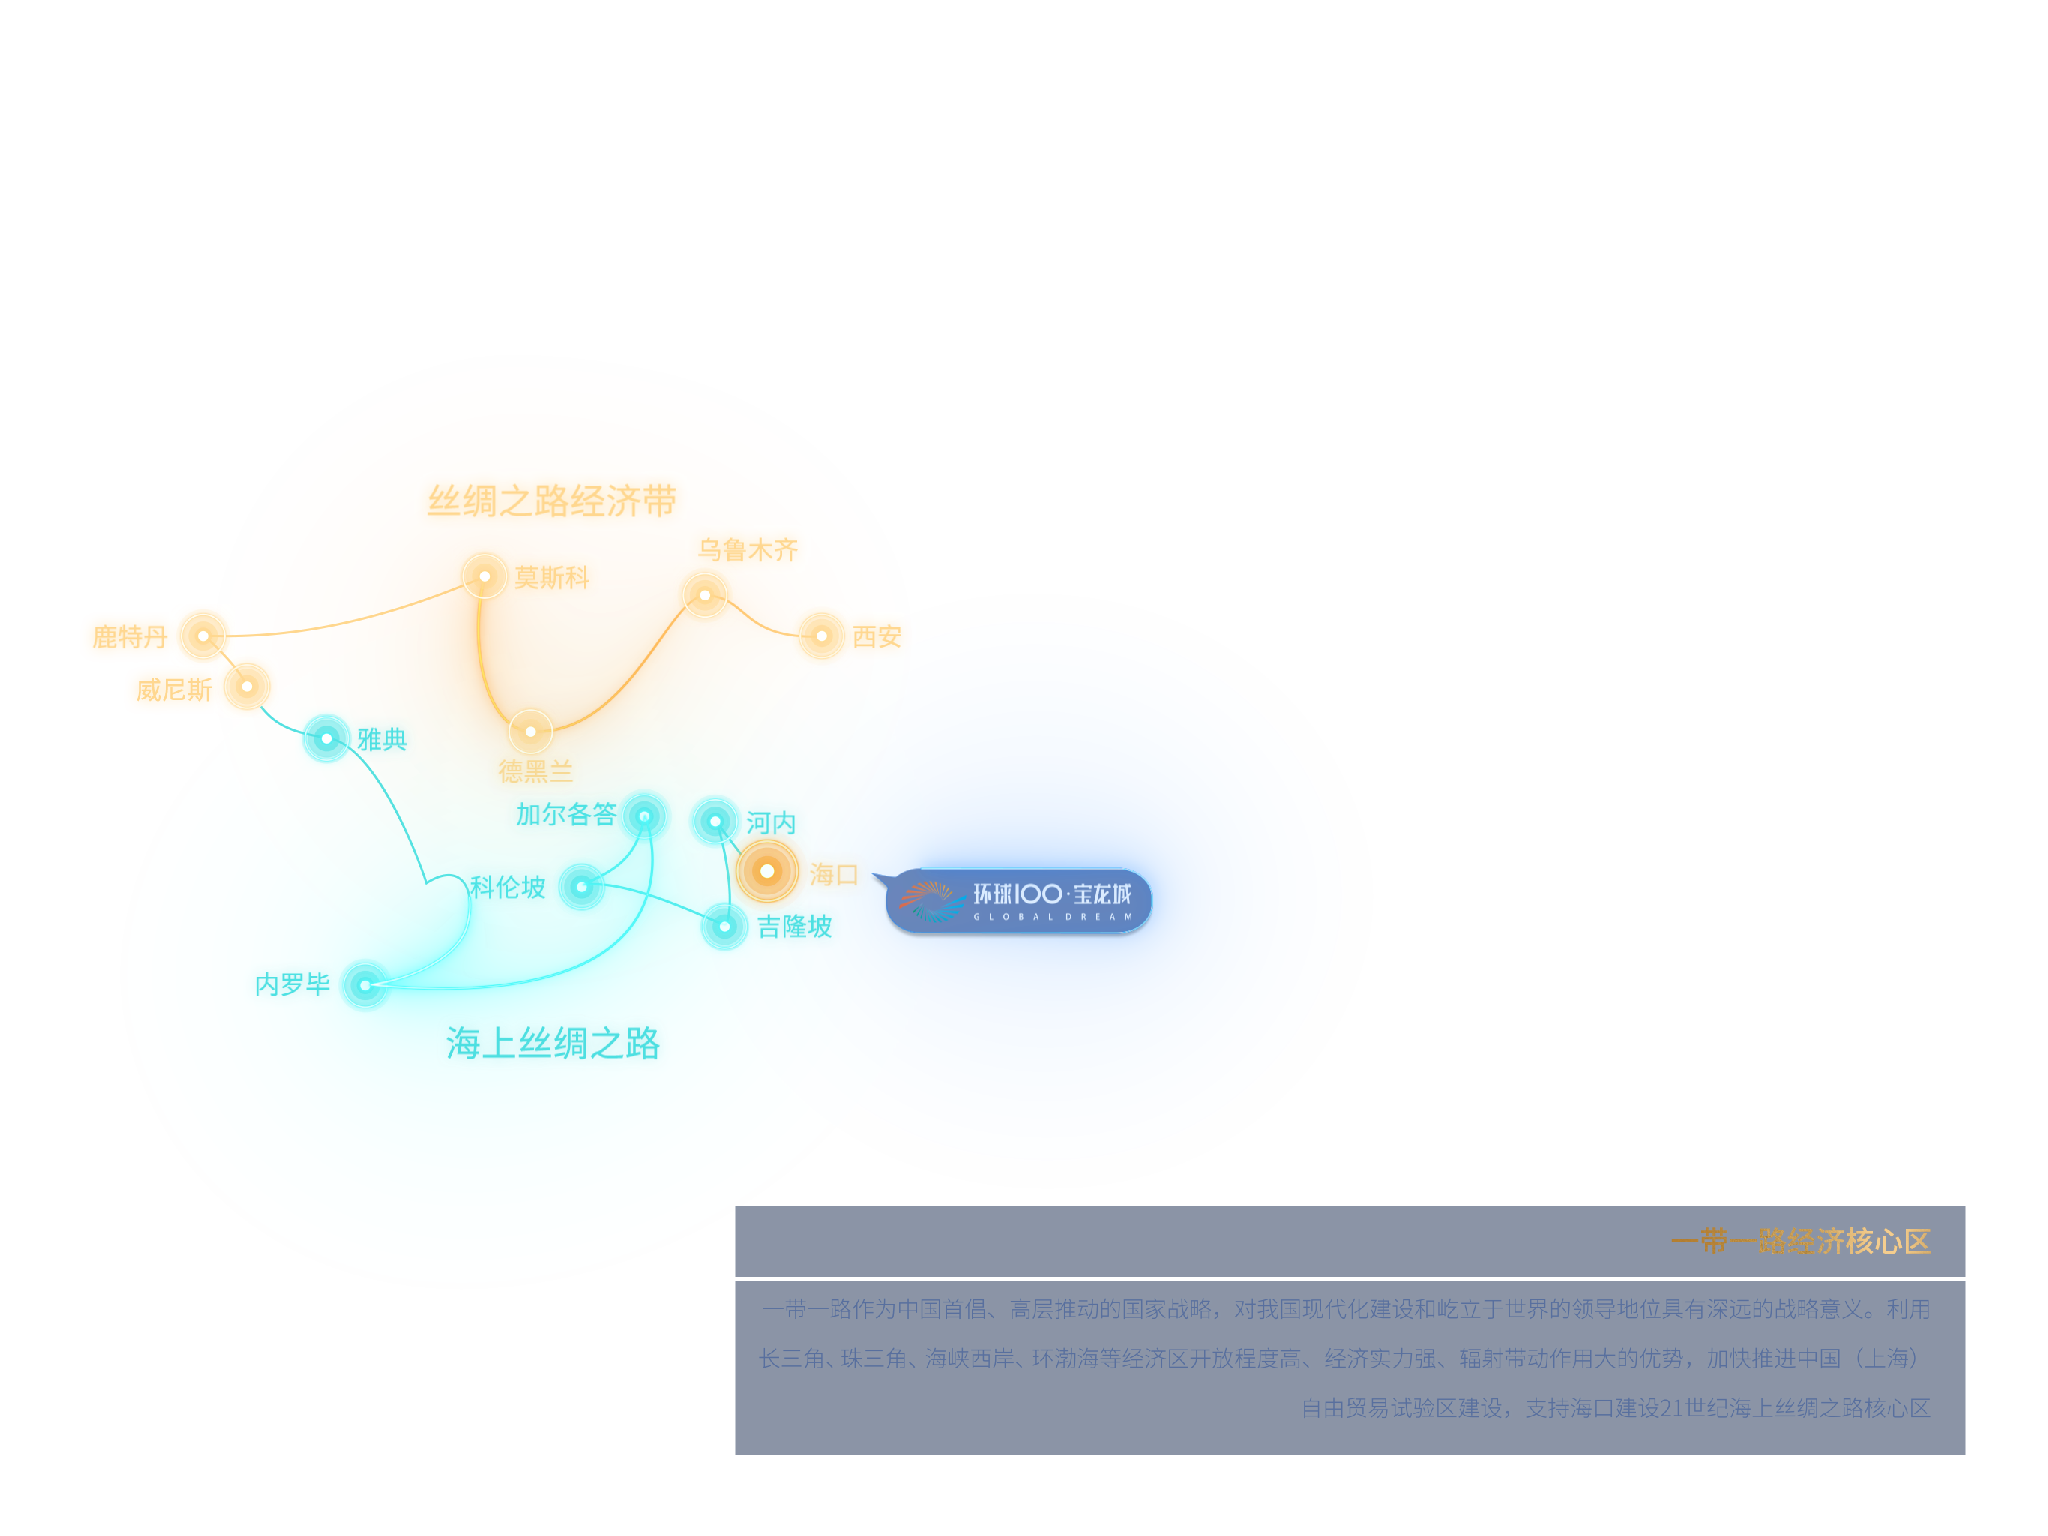 丝绸之路经济带
乌鲁木齐
莫斯科
鹿特丹
西安
威尼斯
雅典
德黑兰
加尔各答
河内
海口
科伦坡
环球100·宝龙城
GLOBAL DREAM
吉隆坡
内罗毕
海上丝绸之路
一带一路经济核心区
一带一路作为中国首倡、高层推动的国家战略，对我国现代化建设和屹立于世界的领导地位具有深远的战略意义。利用
长三角、珠三角、海峡西岸、环渤海等经济区开放程度高、经济实力强、辐射带动作用大的优势，加快推进中国（上海）
自由贸易试验区建设，支持海口建设21世纪海上丝绸之路核心区